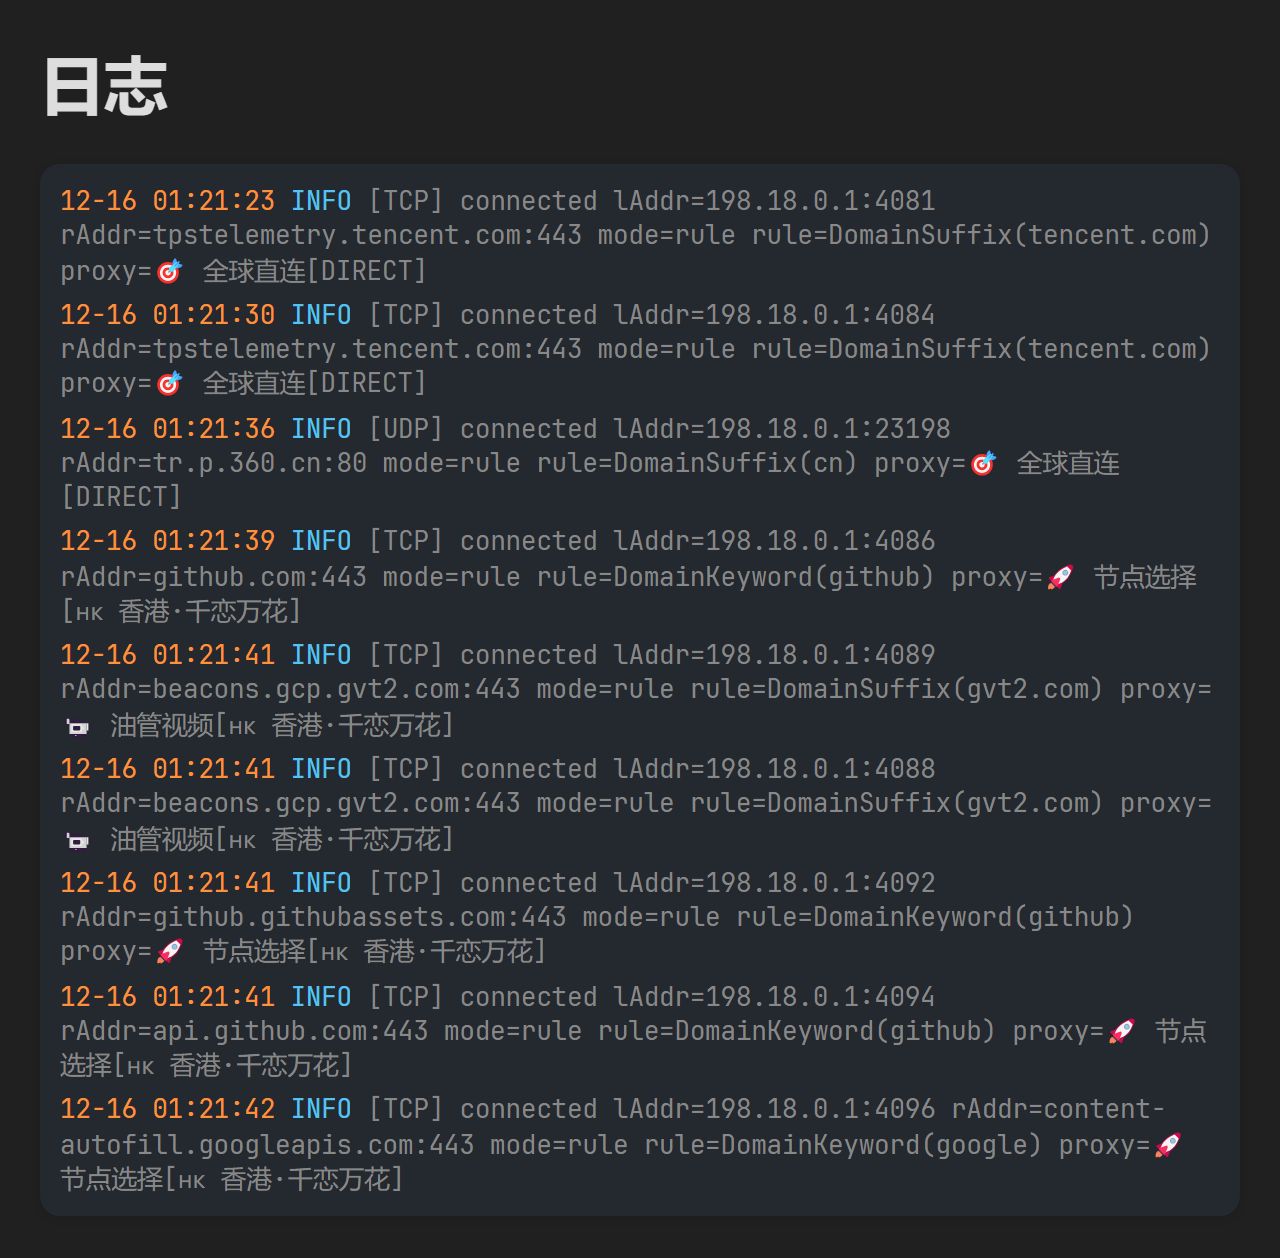 日志
12-16 01:21:23 INFO [TCP] connected lAddr=198.18.0.1:4081
rAddr=tpstelemetry.tencent.com:443 mode=rule rule=DomainSuffix(tencent.com)
proxy=🎯 全球直连[DIRECT]
12-16 01:21:30 INFO [TCP] connected lAddr=198.18.0.1:4084
rAddr=tpstelemetry.tencent.com:443 mode=rule rule=DomainSuffix(tencent.com)
proxy=🎯 全球直连[DIRECT]
12-16 01:21:36 INFO [UDP] connected lAddr=198.18.0.1:23198
rAddr=tr.p.360.cn:80 mode=rule rule=DomainSuffix(cn) proxy=🎯 全球直连
[DIRECT]
12-16 01:21:39 INFO [TCP] connected lAddr=198.18.0.1:4086
rAddr=github.com:443 mode=rule rule=DomainKeyword(github) proxy=🚀 节点选择
[🇭🇰 香港·千恋万花]
12-16 01:21:41 INFO [TCP] connected lAddr=198.18.0.1:4089
rAddr=beacons.gcp.gvt2.com:443 mode=rule rule=DomainSuffix(gvt2.com) proxy=
📹 油管视频[🇭🇰 香港·千恋万花]
12-16 01:21:41 INFO [TCP] connected lAddr=198.18.0.1:4088
rAddr=beacons.gcp.gvt2.com:443 mode=rule rule=DomainSuffix(gvt2.com) proxy=
📹 油管视频[🇭🇰 香港·千恋万花]
12-16 01:21:41 INFO [TCP] connected lAddr=198.18.0.1:4092
rAddr=github.githubassets.com:443 mode=rule rule=DomainKeyword(github)
proxy=🚀 节点选择[🇭🇰 香港·千恋万花]
12-16 01:21:41 INFO [TCP] connected lAddr=198.18.0.1:4094
rAddr=api.github.com:443 mode=rule rule=DomainKeyword(github) proxy=🚀 节点
选择[🇭🇰 香港·千恋万花]
12-16 01:21:42 INFO [TCP] connected lAddr=198.18.0.1:4096 rAddr=content-
autofill.googleapis.com:443 mode=rule rule=DomainKeyword(google) proxy=🚀
节点选择[🇭🇰 香港·千恋万花]